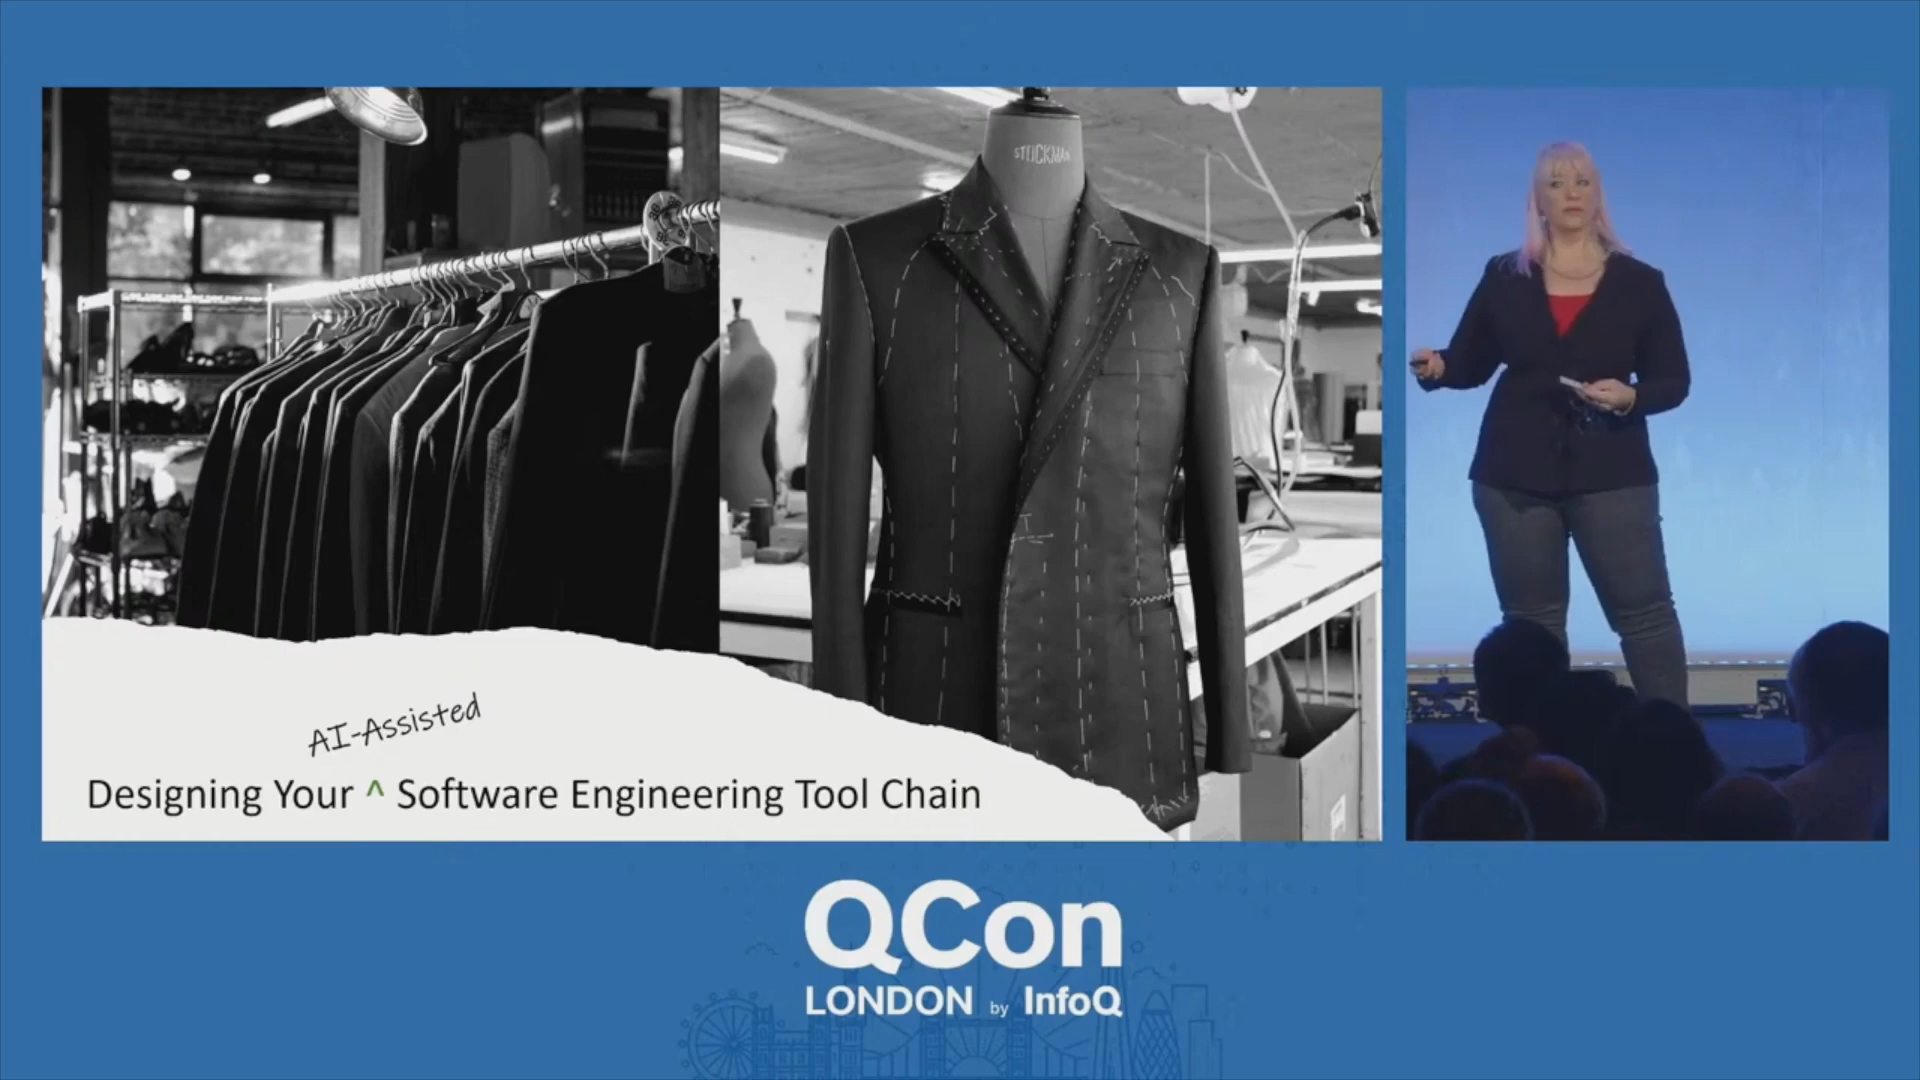 STOCKMAN
AI-Assisted
Designing Your ^ Software Engineering Tool Chain
QCon
LONDON by InfoQ